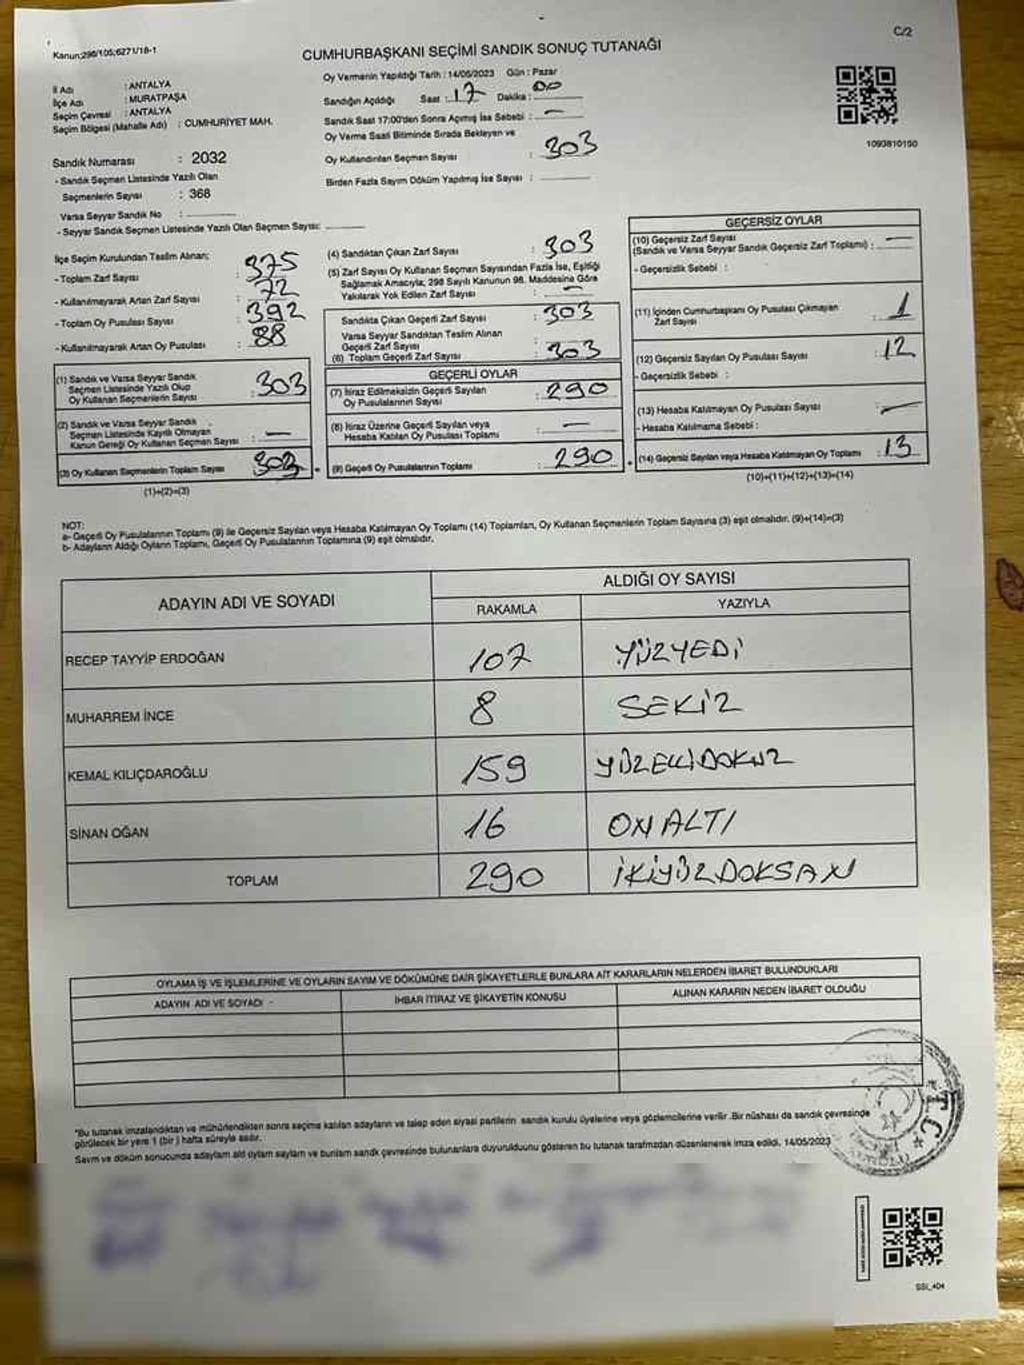 Kanun;298/105;6271/18-1
CUMHURBAŞKANI SEÇİMİ SANDIK SONUÇ TUTANAĞI
C/2
İl Adı : ANTALYA
İlçe Adı : MURATPAŞA
Seçim Çevresi : ANTALYA
Seçim Bölgesi (Mahalle Adı) : CUMHURİYET MAH.
Oy Vermenin Yapıldığı Tarih : 14/05/2023 Gün : Pazar
Sandığın Açıldığı Saat : 17 Dakika : 00
Sandık Saat 17:00'den Sonra Açılmış İse Sebebi : —
Oy Verme Saati Bitiminde Sırada Bekleyen ve
Oy Kullandırılan Seçmen Sayısı : 303
Birden Fazla Sayım Döküm Yapılmış İse Sayısı :
1093810150
Sandık Numarası : 2032
- Sandık Seçmen Listesinde Yazılı Olan
Seçmenlerin Sayısı : 368
Varsa Seyyar Sandık No :
- Seyyar Sandık Seçmen Listesinde Yazılı Olan Seçmen Sayısı:
İlçe Seçim Kurulundan Teslim Alınan;
- Toplam Zarf Sayısı : 375
- Kullanılmayarak Artan Zarf Sayısı : 72
- Toplam Oy Pusulası Sayısı : 392
- Kullanılmayarak Artan Oy Pusulası : 88
(1) Sandık ve Varsa Seyyar Sandık
Seçmen Listesinde Yazılı Olup
Oy Kullanan Seçmenlerin Sayısı : 303
(2) Sandık ve Varsa Seyyar Sandık
Seçmen Listesinde Kayıtlı Olmayan
Kanun Gereği Oy Kullanan Seçmen Sayısı : —
(3) Oy Kullanan Seçmenlerin Toplam Sayısı : 303
(1)+(2)=(3)
(4) Sandıktan Çıkan Zarf Sayısı : 303
(5) Zarf Sayısı Oy Kullanan Seçmen Sayısından Fazla İse, Eşitliği
Sağlamak Amacıyla, 298 Sayılı Kanunun 98. Maddesine Göre
Yakılarak Yok Edilen Zarf Sayısı : —
Sandıkta Çıkan Geçerli Zarf Sayısı : 303
Varsa Seyyar Sandıktan Teslim Alınan
Geçerli Zarf Sayısı :
(6) Toplam Geçerli Zarf Sayısı : 303
GEÇERLİ OYLAR
(7) İtiraz Edilmeksizin Geçerli Sayılan
Oy Pusulalarının Sayısı : 290
(8) İtiraz Üzerine Geçerli Sayılan veya
Hesaba Katılan Oy Pusulası Toplamı : —
(9) Geçerli Oy Pusulalarının Toplamı : 290
GEÇERSİZ OYLAR
(10) Geçersiz Zarf Sayısı
(Sandık ve Varsa Seyyar Sandık Geçersiz Zarf Toplamı) : —
- Geçersizlik Sebebi :
(11) İçinden Cumhurbaşkanı Oy Pusulası Çıkmayan
Zarf Sayısı : 1
(12) Geçersiz Sayılan Oy Pusulası Sayısı : 12
- Geçersizlik Sebebi :
(13) Hesaba Katılmayan Oy Pusulası Sayısı : —
- Hesaba Katılmama Sebebi :
(14) Geçersiz Sayılan veya Hesaba Katılmayan Oy Toplamı : 13
(10)+(11)+(12)+(13)=(14)
NOT:
a- Geçerli Oy Pusulalarının Toplamı (9) ile Geçersiz Sayılan veya Hesaba Katılmayan Oy Toplamı (14) Toplamları, Oy Kullanan Seçmenlerin Toplam Sayısına (3) eşit olmalıdır. (9)+(14)=(3)
b- Adayların Aldığı Oyların Toplamı, Geçerli Oy Pusulalarının Toplamına (9) eşit olmalıdır.
ADAYIN ADI VE SOYADI
ALDIĞI OY SAYISI
RAKAMLA YAZIYLA
RECEP TAYYİP ERDOĞAN 107 YÜZYEDİ
MUHARREM İNCE 8 SEKİZ
KEMAL KILIÇDAROĞLU 159 YÜZELLİDOKUZ
SİNAN OĞAN 16 ONALTI
TOPLAM 290 İKİYÜZDOKSAN
OYLAMA İŞ VE İŞLEMLERİNE VE OYLARIN SAYIM VE DÖKÜMÜNE DAİR ŞİKAYETLERLE BUNLARA AİT KARARLARIN NELERDEN İBARET BULUNDUKLARI
ADAYIN ADI VE SOYADI - İHBAR İTİRAZ VE ŞİKAYETİN KONUSU ALINAN KARARIN NEDEN İBARET OLDUĞU
*Bu tutanak imzalandıktan ve mühürlendikten sonra seçime katılan adayların ve talep eden siyasi partilerin sandık kurulu üyelerine veya gözlemcilerine verilir. Bir nüshası da sandık çevresinde
görülecek bir yere 1 (bir) hafta süreyle asılır.
Sayım ve döküm sonucunda adayların aldığı oyların sayıları ve bunların sandık çevresinde bulunanlara duyurulduğunu gösteren bu tutanak tarafımızdan düzenlenerek imza edildi. 14/05/2023
T.C.
SSİ_404